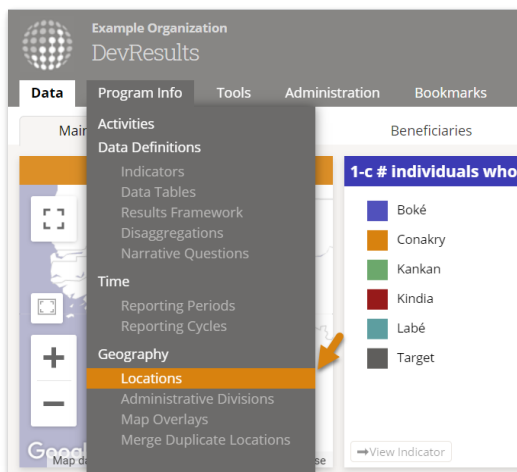 Example Organization
DevResults
Data Program Info Tools Administration Bookmarks
Activities
Data Definitions
Indicators
Data Tables
Results Framework
Disaggregations
Narrative Questions
Time
Reporting Periods
Reporting Cycles
Geography
Locations
Administrative Divisions
Map Overlays
Merge Duplicate Locations
Beneficiaries
1-c # individuals who
Boké
Conakry
Kankan
Kindia
Labé
Target
View Indicator